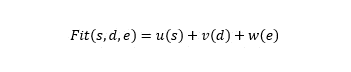 Fit(s, d, e) = u(s) + v(d) + w(e)